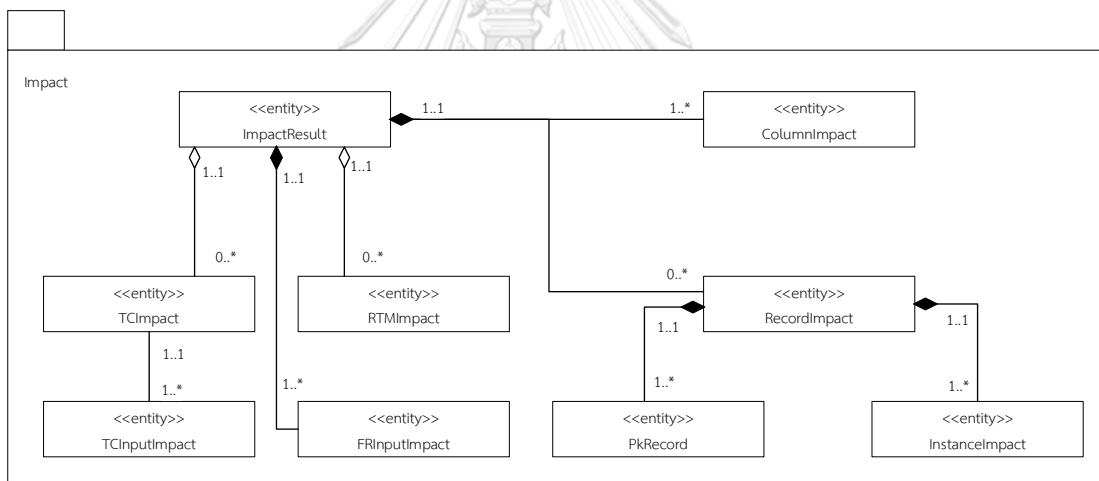 Impact
<<entity>>
ImpactResult
1..1
1..*
<<entity>>
ColumnImpact
1..1
1..1
1..1
0..*
0..*
0..*
<<entity>>
TCImpact
<<entity>>
RTMImpact
<<entity>>
RecordImpact
1..1
1..1
1..1
1..*
1..*
1..*
1..*
<<entity>>
TCInputImpact
<<entity>>
FRInputImpact
<<entity>>
PkRecord
<<entity>>
InstanceImpact